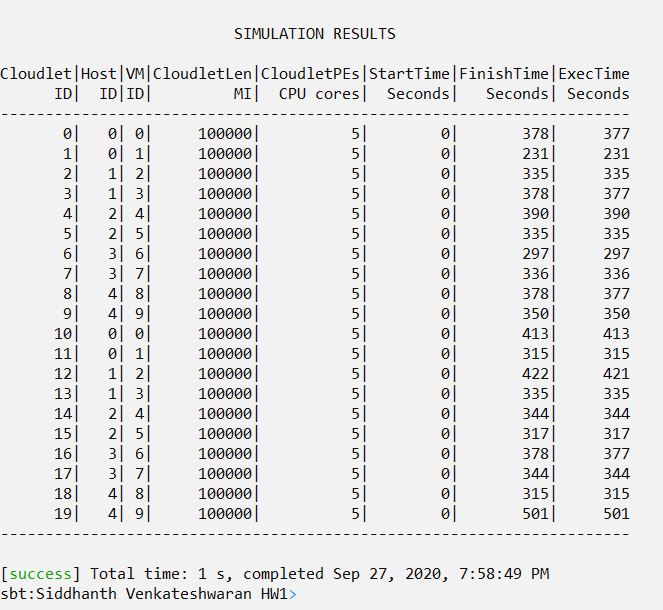 SIMULATION RESULTS
Cloudlet|Host|VM|CloudletLen|CloudletPEs|StartTime|FinishTime|ExecTime
ID| ID|ID| MI| CPU cores| Seconds| Seconds| Seconds
----------------------------------------------------------------------
0| 0| 0| 100000| 5| 0| 378| 377
1| 0| 1| 100000| 5| 0| 231| 231
2| 1| 2| 100000| 5| 0| 335| 335
3| 1| 3| 100000| 5| 0| 378| 377
4| 2| 4| 100000| 5| 0| 390| 390
5| 2| 5| 100000| 5| 0| 335| 335
6| 3| 6| 100000| 5| 0| 297| 297
7| 3| 7| 100000| 5| 0| 336| 336
8| 4| 8| 100000| 5| 0| 378| 377
9| 4| 9| 100000| 5| 0| 350| 350
10| 0| 0| 100000| 5| 0| 413| 413
11| 0| 1| 100000| 5| 0| 315| 315
12| 1| 2| 100000| 5| 0| 422| 421
13| 1| 3| 100000| 5| 0| 335| 335
14| 2| 4| 100000| 5| 0| 344| 344
15| 2| 5| 100000| 5| 0| 317| 317
16| 3| 6| 100000| 5| 0| 378| 377
17| 3| 7| 100000| 5| 0| 344| 344
18| 4| 8| 100000| 5| 0| 315| 315
19| 4| 9| 100000| 5| 0| 501| 501
----------------------------------------------------------------------
[success] Total time: 1 s, completed Sep 27, 2020, 7:58:49 PM
sbt:Siddhanth Venkateshwaran HW1>